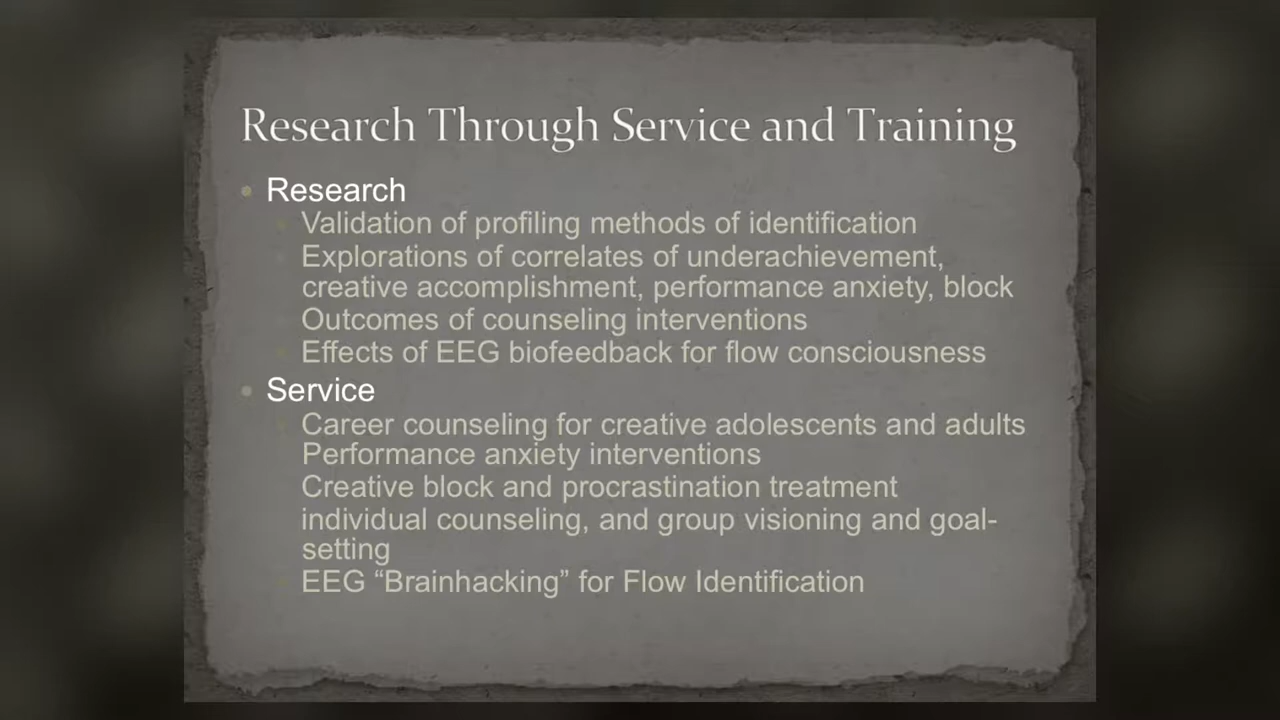 Research Through Service and Training
Research
Validation of profiling methods of identification
Explorations of correlates of underachievement,
creative accomplishment, performance anxiety, block
Outcomes of counseling interventions
Effects of EEG biofeedback for flow consciousness
Service
Career counseling for creative adolescents and adults
Performance anxiety interventions
Creative block and procrastination treatment
individual counseling, and group visioning and goal-
setting
EEG “Brainhacking” for Flow Identification